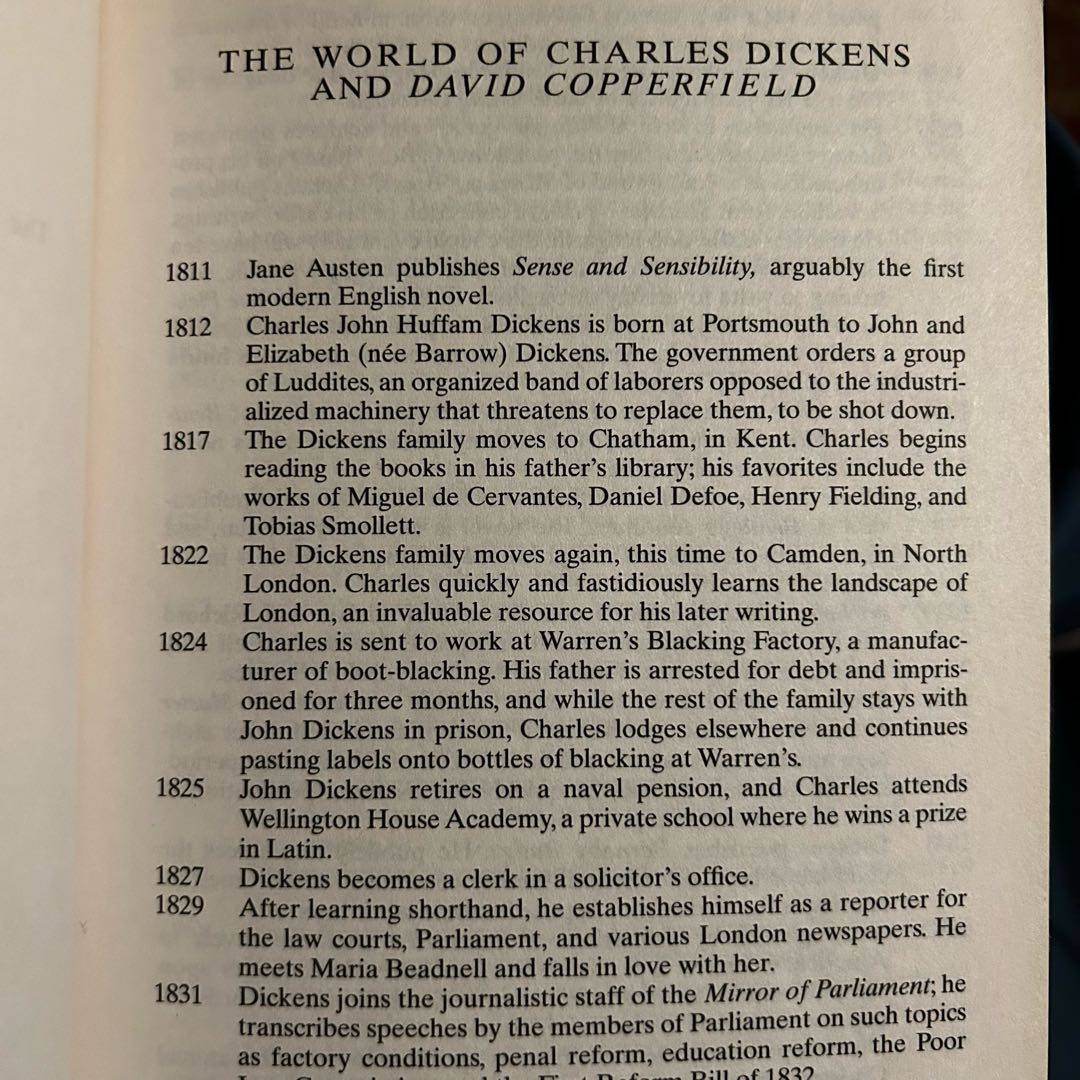 THE WORLD OF CHARLES DICKENS
AND DAVID COPPERFIELD
1811 Jane Austen publishes Sense and Sensibility, arguably the first
modern English novel.
1812 Charles John Huffam Dickens is born at Portsmouth to John and
Elizabeth (née Barrow) Dickens. The government orders a group
of Luddites, an organized band of laborers opposed to the industri-
alized machinery that threatens to replace them, to be shot down.
1817 The Dickens family moves to Chatham, in Kent. Charles begins
reading the books in his father's library; his favorites include the
works of Miguel de Cervantes, Daniel Defoe, Henry Fielding, and
Tobias Smollett.
1822 The Dickens family moves again, this time to Camden, in North
London. Charles quickly and fastidiously learns the landscape of
London, an invaluable resource for his later writing.
1824 Charles is sent to work at Warren's Blacking Factory, a manufac-
turer of boot-blacking. His father is arrested for debt and impris-
oned for three months, and while the rest of the family stays with
John Dickens in prison, Charles lodges elsewhere and continues
pasting labels onto bottles of blacking at Warren's.
1825 John Dickens retires on a naval pension, and Charles attends
Wellington House Academy, a private school where he wins a prize
in Latin.
1827 Dickens becomes a clerk in a solicitor's office.
1829 After learning shorthand, he establishes himself as a reporter for
the law courts, Parliament, and various London newspapers. He
meets Maria Beadnell and falls in love with her.
1831 Dickens joins the journalistic staff of the Mirror of Parliament; he
transcribes speeches by the members of Parliament on such topics
as factory conditions, penal reform, education reform, the Poor
First Reform Bill of 1832